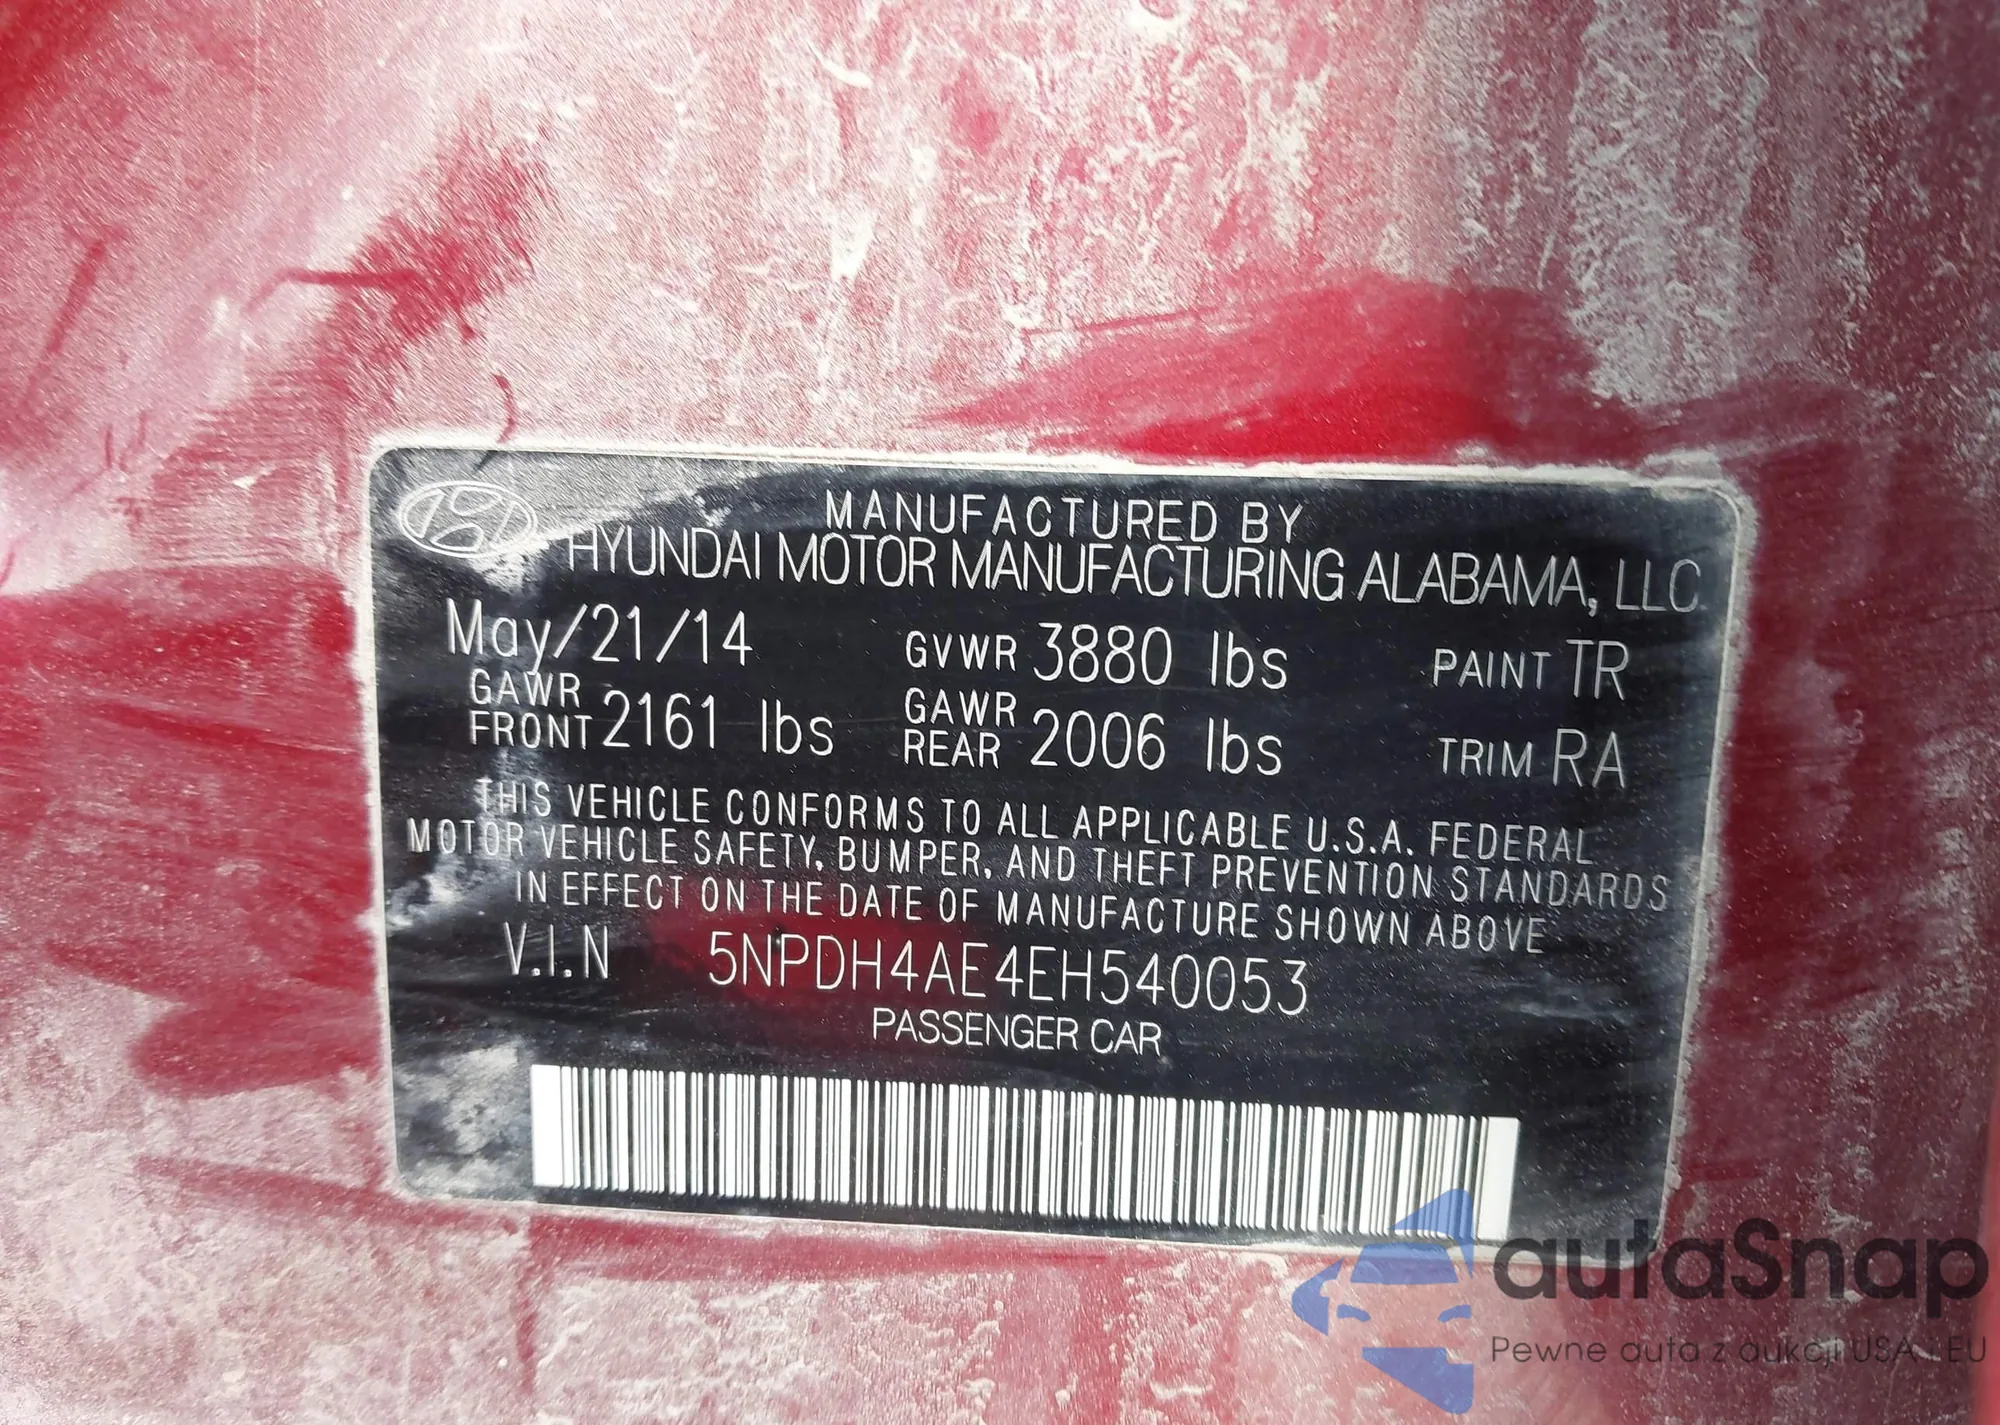 MANUFACTURED BY
HYUNDAI MOTOR MANUFACTURING ALABAMA, LLC
May/21/14 GVWR 3880 lbs PAINT TR
GAWR FRONT 2161 lbs GAWR REAR 2006 lbs TRIM RA
THIS VEHICLE CONFORMS TO ALL APPLICABLE U.S.A. FEDERAL
MOTOR VEHICLE SAFETY, BUMPER, AND THEFT PREVENTION STANDARDS
IN EFFECT ON THE DATE OF MANUFACTURE SHOWN ABOVE
V.I.N 5NPDH4AE4EH540053
PASSENGER CAR
autaSnap
Pewne auta z aukcji USA i EU